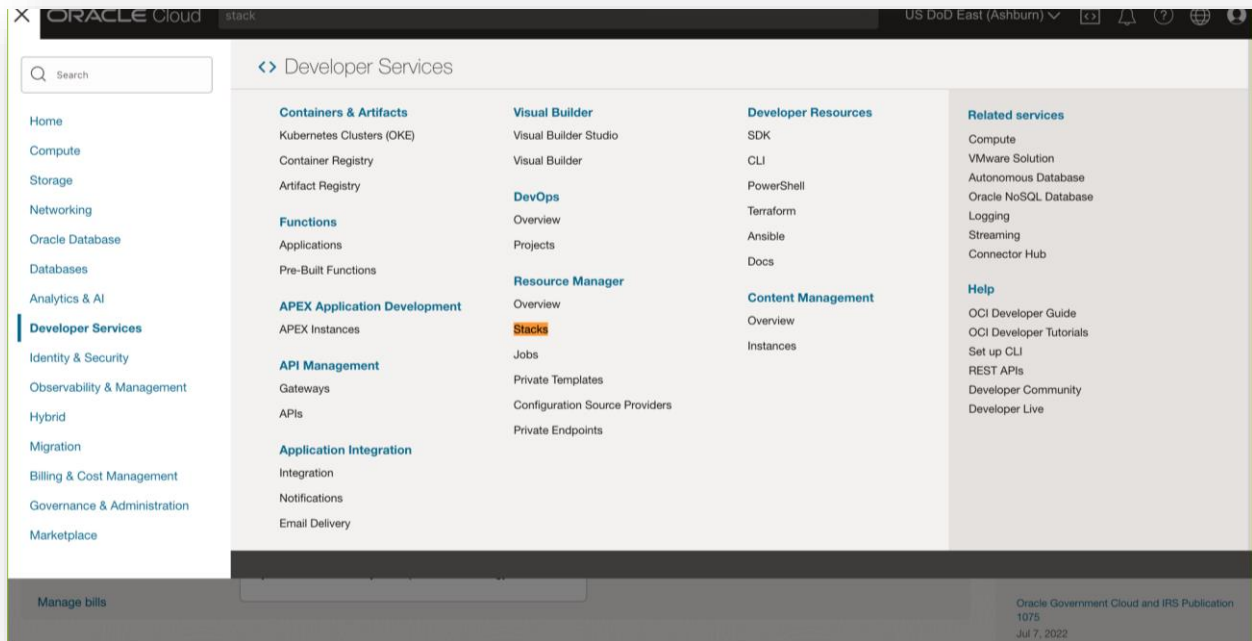 ORACLE Cloud
stack
US DoD East (Ashburn)
Search
Home
Compute
Storage
Networking
Oracle Database
Databases
Analytics & AI
Developer Services
Identity & Security
Observability & Management
Hybrid
Migration
Billing & Cost Management
Governance & Administration
Marketplace
Developer Services
Containers & Artifacts
Kubernetes Clusters (OKE)
Container Registry
Artifact Registry
Functions
Applications
Pre-Built Functions
APEX Application Development
APEX Instances
API Management
Gateways
APIs
Application Integration
Integration
Notifications
Email Delivery
Visual Builder
Visual Builder Studio
Visual Builder
DevOps
Overview
Projects
Resource Manager
Overview
Stacks
Jobs
Private Templates
Configuration Source Providers
Private Endpoints
Developer Resources
SDK
CLI
PowerShell
Terraform
Ansible
Docs
Content Management
Overview
Instances
Related services
Compute
VMware Solution
Autonomous Database
Oracle NoSQL Database
Logging
Streaming
Connector Hub
Help
OCI Developer Guide
OCI Developer Tutorials
Set up CLI
REST APIs
Developer Community
Developer Live
Manage bills
Oracle Government Cloud and IRS Publication
1075
Jul 7, 2022